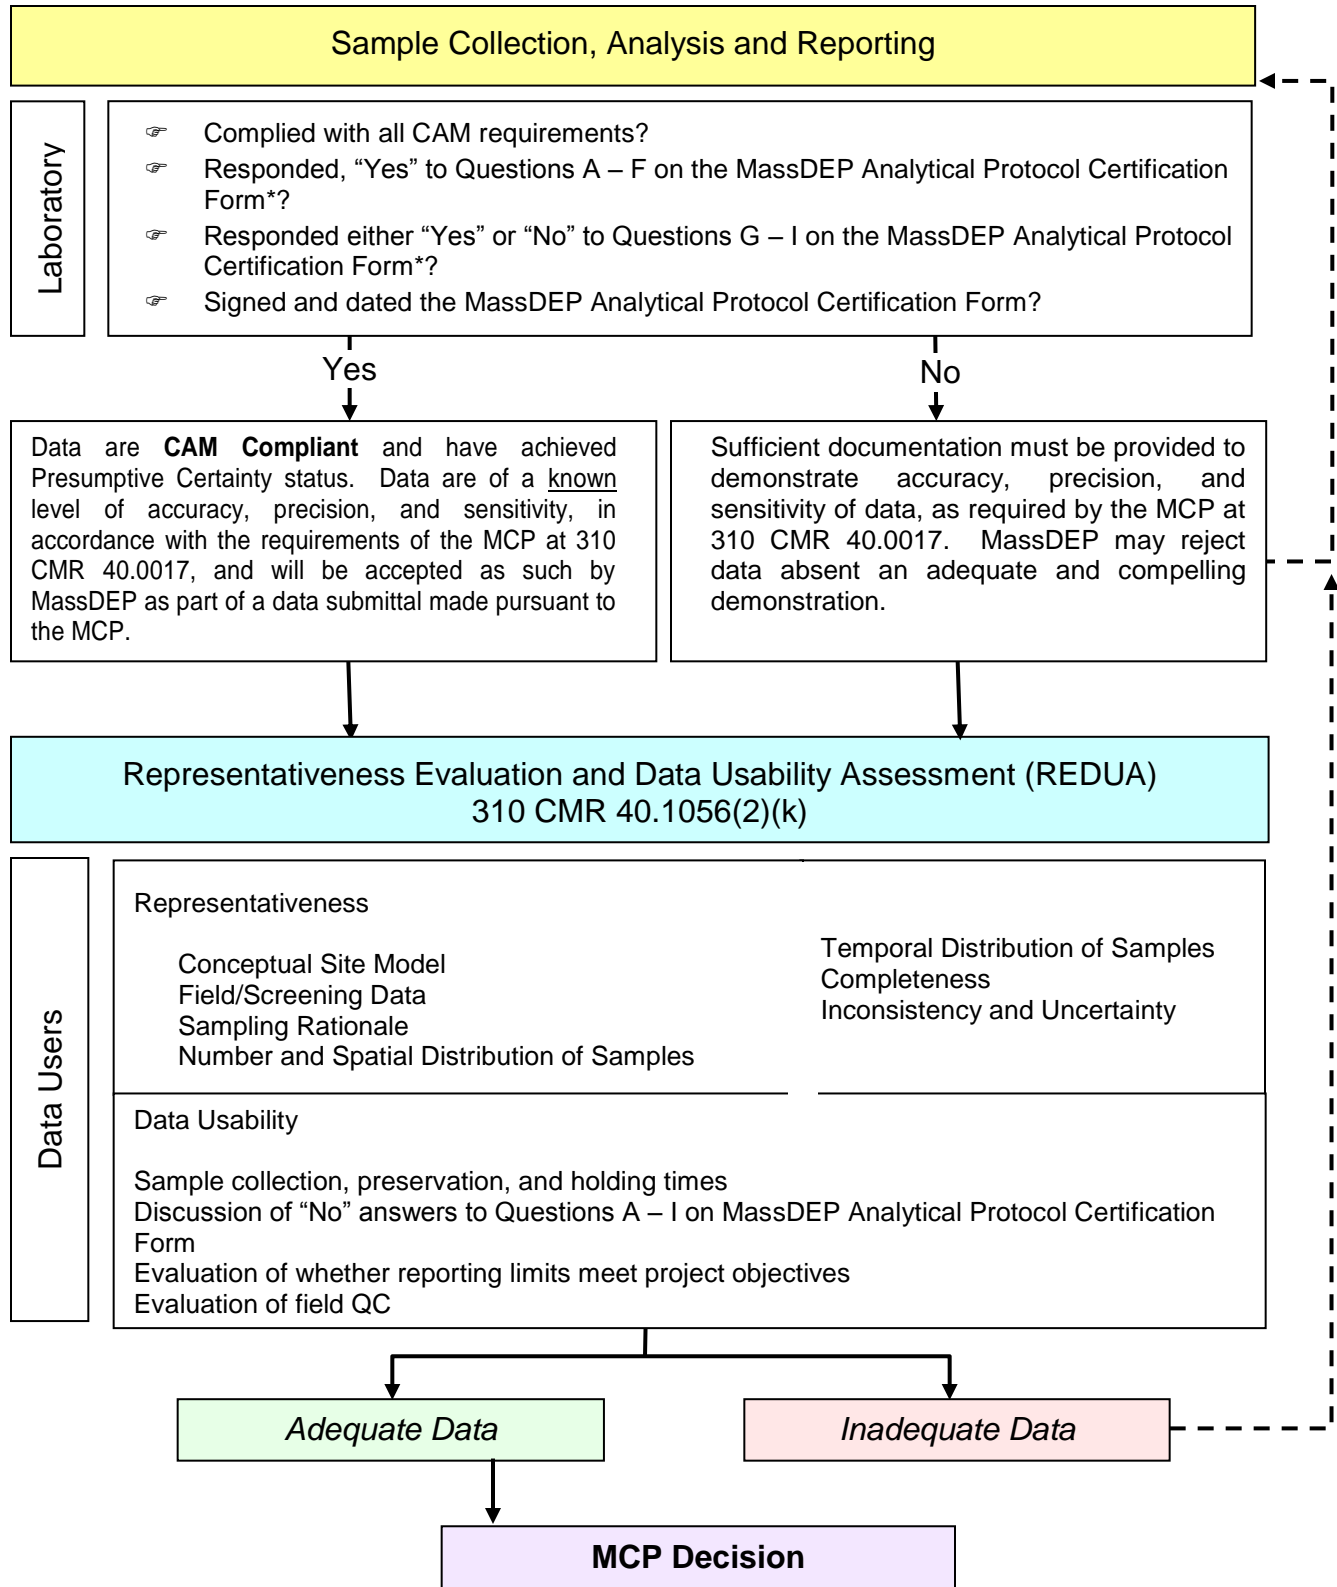 Sample Collection, Analysis and Reporting
Laboratory
☞ Complied with all CAM requirements?
☞ Responded, “Yes” to Questions A – F on the MassDEP Analytical Protocol Certification
Form*?
☞ Responded either “Yes” or “No” to Questions G – I on the MassDEP Analytical Protocol
Certification Form*?
☞ Signed and dated the MassDEP Analytical Protocol Certification Form?
Yes
No
Data are CAM Compliant and have achieved
Presumptive Certainty status. Data are of a known
level of accuracy, precision, and sensitivity, in
accordance with the requirements of the MCP at 310
CMR 40.0017, and will be accepted as such by
MassDEP as part of a data submittal made pursuant to
the MCP.
Sufficient documentation must be provided to
demonstrate accuracy, precision, and
sensitivity of data, as required by the MCP at
310 CMR 40.0017. MassDEP may reject
data absent an adequate and compelling
demonstration.
Representativeness Evaluation and Data Usability Assessment (REDUA)
310 CMR 40.1056(2)(k)
Data Users
Representativeness
Conceptual Site Model
Field/Screening Data
Sampling Rationale
Number and Spatial Distribution of Samples
Temporal Distribution of Samples
Completeness
Inconsistency and Uncertainty
Data Usability
Sample collection, preservation, and holding times
Discussion of “No” answers to Questions A – I on MassDEP Analytical Protocol Certification
Form
Evaluation of whether reporting limits meet project objectives
Evaluation of field QC
Adequate Data
Inadequate Data
MCP Decision